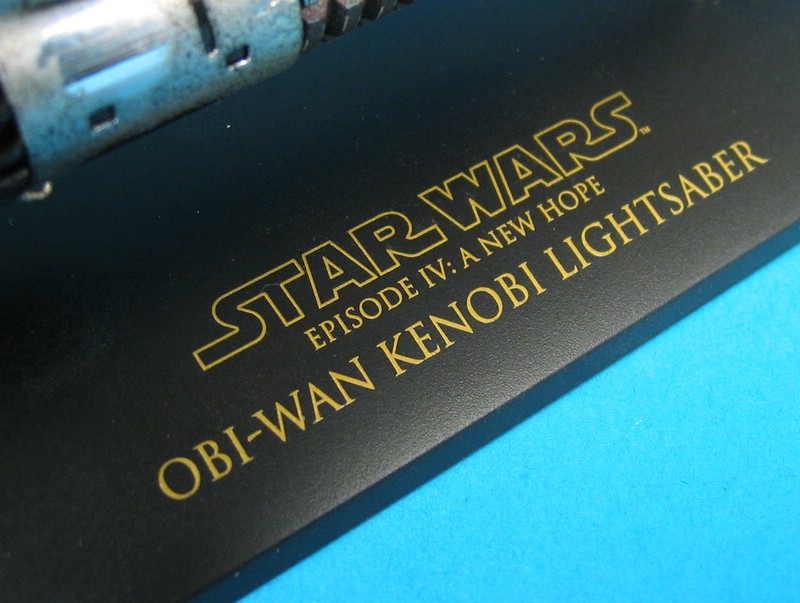 STAR WARS™
EPISODE IV: A NEW HOPE
OBI-WAN KENOBI LIGHTSABER